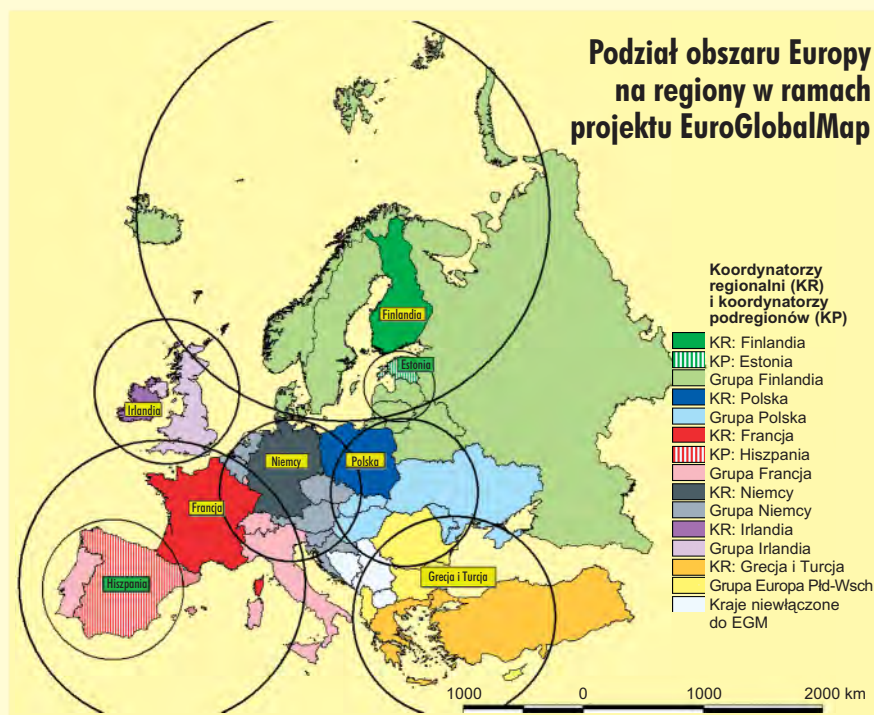 Podział obszaru Europy
na regiony w ramach
projektu EuroGlobalMap
Finlandia
Estonia
Irlandia
Niemcy
Polska
Francja
Hiszpania
Grecja i Turcja
Koordynatorzy
regionalni (KR)
i koordynatorzy
podregionów (KP)
KR: Finlandia
KP: Estonia
Grupa Finlandia
KR: Polska
Grupa Polska
KR: Francja
KP: Hiszpania
Grupa Francja
KR: Niemcy
Grupa Niemcy
KR: Irlandia
Grupa Irlandia
KR: Grecja i Turcja
Grupa Europa Płd-Wsch
Kraje niewłączone
do EGM
1000 0 1000 2000 km